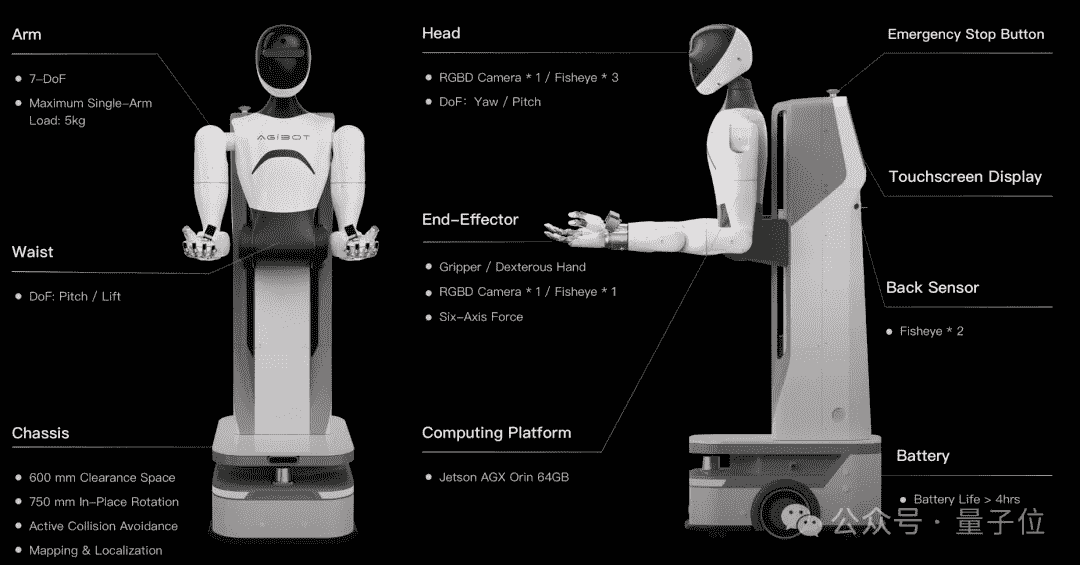 Arm
7-DoF
Maximum Single-Arm
Load: 5kg
Waist
DoF: Pitch / Lift
Chassis
600 mm Clearance Space
750 mm In-Place Rotation
Active Collision Avoidance
Mapping & Localization
AGIBOT
Head
RGBD Camera * 1 / Fisheye * 3
DoF: Yaw / Pitch
End-Effector
Gripper / Dexterous Hand
RGBD Camera * 1 / Fisheye * 1
Six-Axis Force
Computing Platform
Jetson AGX Orin 64GB
Emergency Stop Button
Touchscreen Display
Back Sensor
Fisheye * 2
Battery
Battery Life > 4hrs
公众号 · 量子位